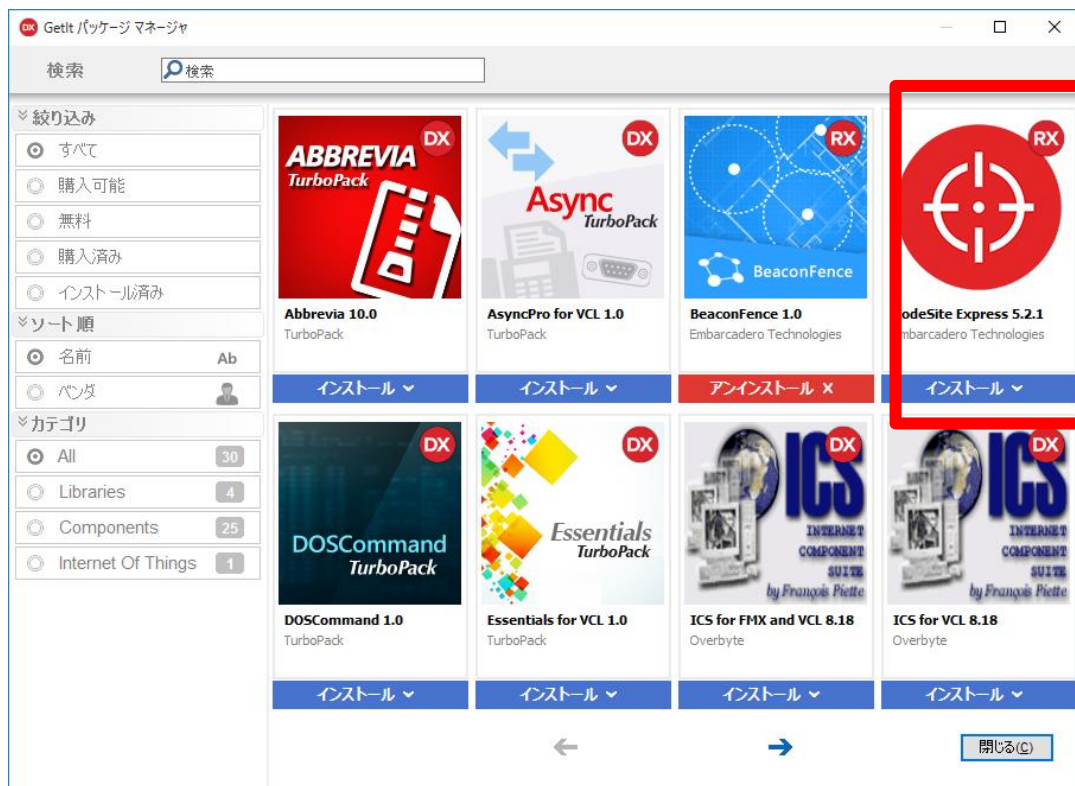 DX GetIt パッケージ マネージャ
検索 検索
絞り込み
すべて
購入可能
無料
購入済み
インストール済み
ソート順
名前 Ab
ベンダ
カテゴリ
All 30
Libraries 4
Components 25
Internet Of Things 1
DX
ABBREVIA
TurboPack
Abbrevia 10.0
TurboPack
インストール
DX
Async
TurboPack
AsyncPro for VCL 1.0
TurboPack
インストール
RX
BeaconFence
BeaconFence 1.0
Embarcadero Technologies
アンインストール X
RX
odeSite Express 5.2.1
mbarcadero Technologies
インストール
DX
DOSCommand
TurboPack
DOSCommand 1.0
TurboPack
インストール
DX
Essentials
TurboPack
Essentials for VCL 1.0
TurboPack
インストール
DX
ICS
INTERNET
COMPONENT
SUITE
by François Piette
ICS for FMX and VCL 8.18
Overbyte
インストール
DX
ICS
INTERNET
COMPONENT
SUITE
by François Piette
ICS for VCL 8.18
Overbyte
インストール
閉じる(C)